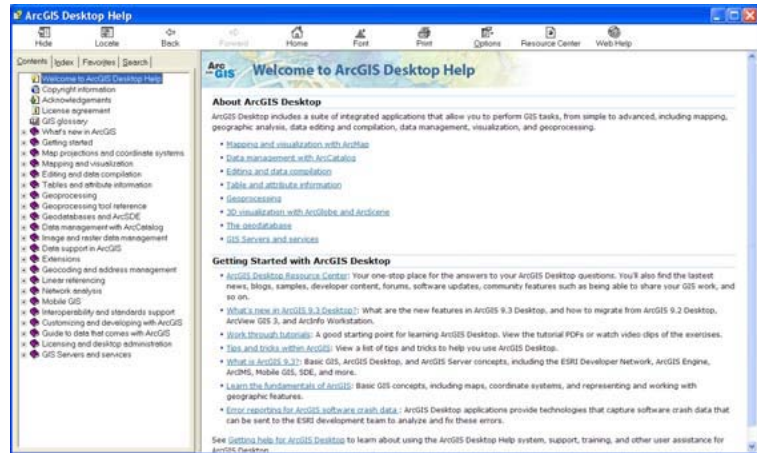 ArcGIS Desktop Help
Hide Locate Back Forward Home Font Print Options Resource Center Web Help
Contents Index Favorites Search
Welcome to ArcGIS Desktop Help
Copyright information
Acknowledgements
License agreement
GIS glossary
What's new in ArcGIS
Getting started
Map projections and coordinate systems
Mapping and visualization
Editing and data compilation
Tables and attribute information
Geoprocessing
Geoprocessing tool reference
Geodatabases and ArcSDE
Data management with ArcCatalog
Image and raster data management
Data support in ArcGIS
Extensions
Geocoding and address management
Linear referencing
Network analysis
Mobile GIS
Interoperability and standards support
Customizing and developing with ArcGIS
Guide to data that comes with ArcGIS
Licensing and desktop administration
GIS Servers and services
Arc
GIS
Welcome to ArcGIS Desktop Help
About ArcGIS Desktop
ArcGIS Desktop includes a suite of integrated applications that allow you to perform GIS tasks, from simple to advanced, including mapping,
geographic analysis, data editing and compilation, data management, visualization, and geoprocessing.
• Mapping and visualization with ArcMap
• Data management with ArcCatalog
• Editing and data compilation
• Table and attribute information
• Geoprocessing
• 3D visualization with ArcGlobe and ArcScene
• The geodatabase
• GIS Servers and services
Getting Started with ArcGIS Desktop
• ArcGIS Desktop Resource Center: Your one-stop place for the answers to your ArcGIS Desktop questions. You'll also find the lastest
news, blogs, samples, developer content, forums, software updates, community features such as being able to share your GIS work, and
so on.
• What's new in ArcGIS 9.3 Desktop?: What are the new features in ArcGIS 9.3 Desktop, and how to migrate from ArcGIS 9.2 Desktop,
ArcView GIS 3, and ArcInfo Workstation.
• Work through tutorials: A good starting point for learning ArcGIS Desktop. View the tutorial PDFs or watch video clips of the exercises.
• Tips and tricks within ArcGIS: View a list of tips and tricks to help you use ArcGIS Desktop.
• What is ArcGIS 9.3?: Basic GIS, ArcGIS Desktop, and ArcGIS Server concepts, including the ESRI Developer Network, ArcGIS Engine,
ArcIMS, Mobile GIS, SDE, and more.
• Learn the fundamentals of ArcGIS: Basic GIS concepts, including maps, coordinate systems, and representing and working with
geographic features.
• Error reporting for ArcGIS software crash data : ArcGIS Desktop applications provide technologies that capture software crash data that
can be sent to the ESRI development team to analyze and fix these errors.
See Getting help for ArcGIS Desktop to learn about using the ArcGIS Desktop Help system, support, training, and other user assistance for
ArcGIS Desktop.